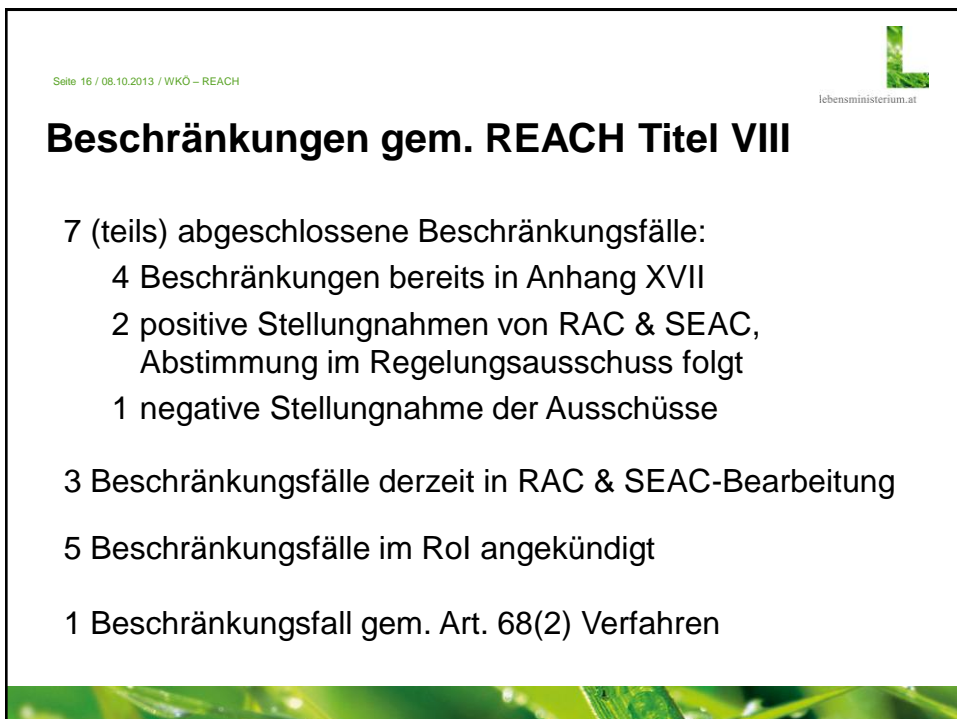 Seite 16 / 08.10.2013 / WKÖ – REACH
lebensministerium.at
Beschränkungen gem. REACH Titel VIII
7 (teils) abgeschlossene Beschränkungsfälle:
4 Beschränkungen bereits in Anhang XVII
2 positive Stellungnahmen von RAC & SEAC,
Abstimmung im Regelungsausschuss folgt
1 negative Stellungnahme der Ausschüsse
3 Beschränkungsfälle derzeit in RAC & SEAC-Bearbeitung
5 Beschränkungsfälle im RoI angekündigt
1 Beschränkungsfall gem. Art. 68(2) Verfahren